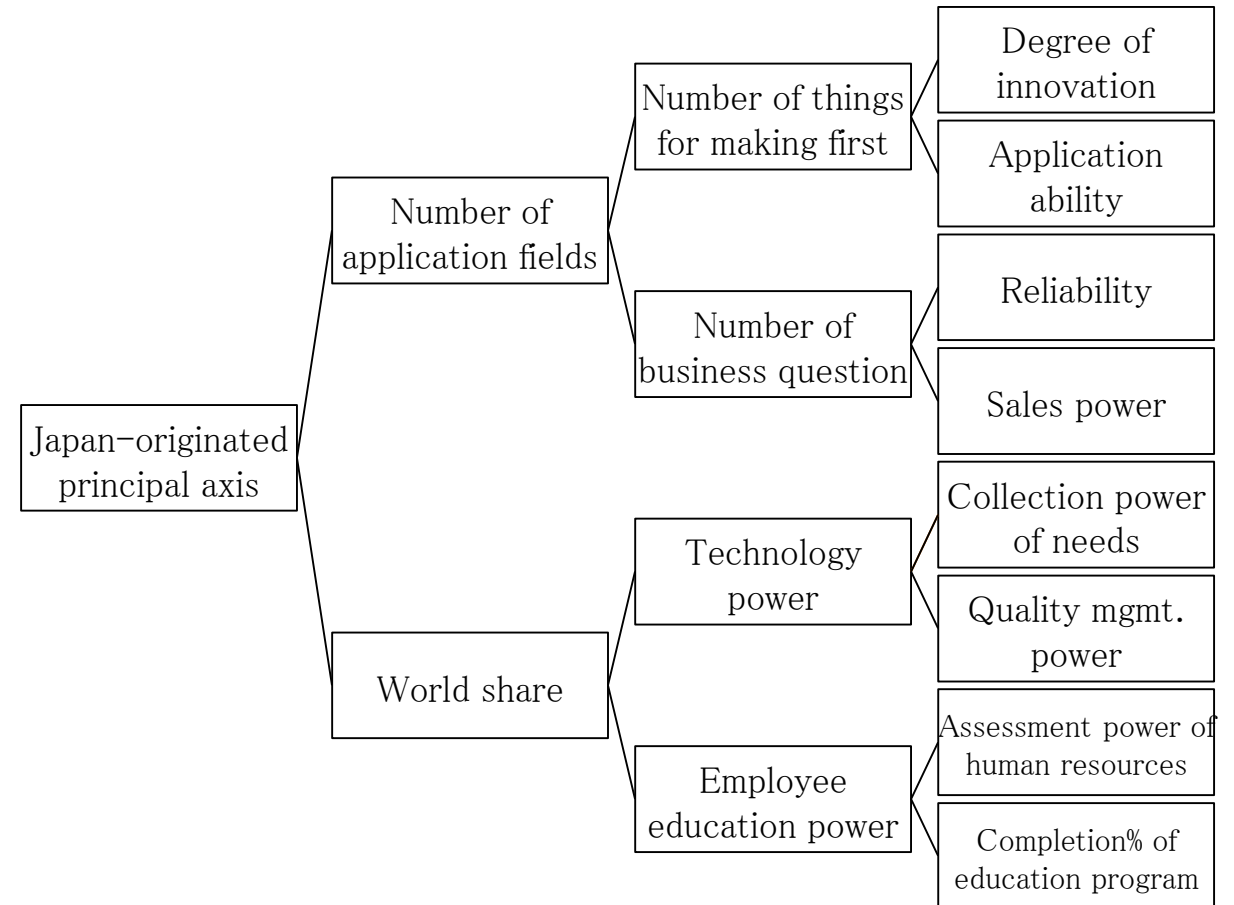 Japan-originated
principal axis
Number of
application fields
World share
Number of things
for making first
Number of
business question
Technology
power
Employee
education power
Degree of
innovation
Application
ability
Reliability
Sales power
Collection power
of needs
Quality mgmt.
power
Assessment power of
human resources
Completion% of
education program